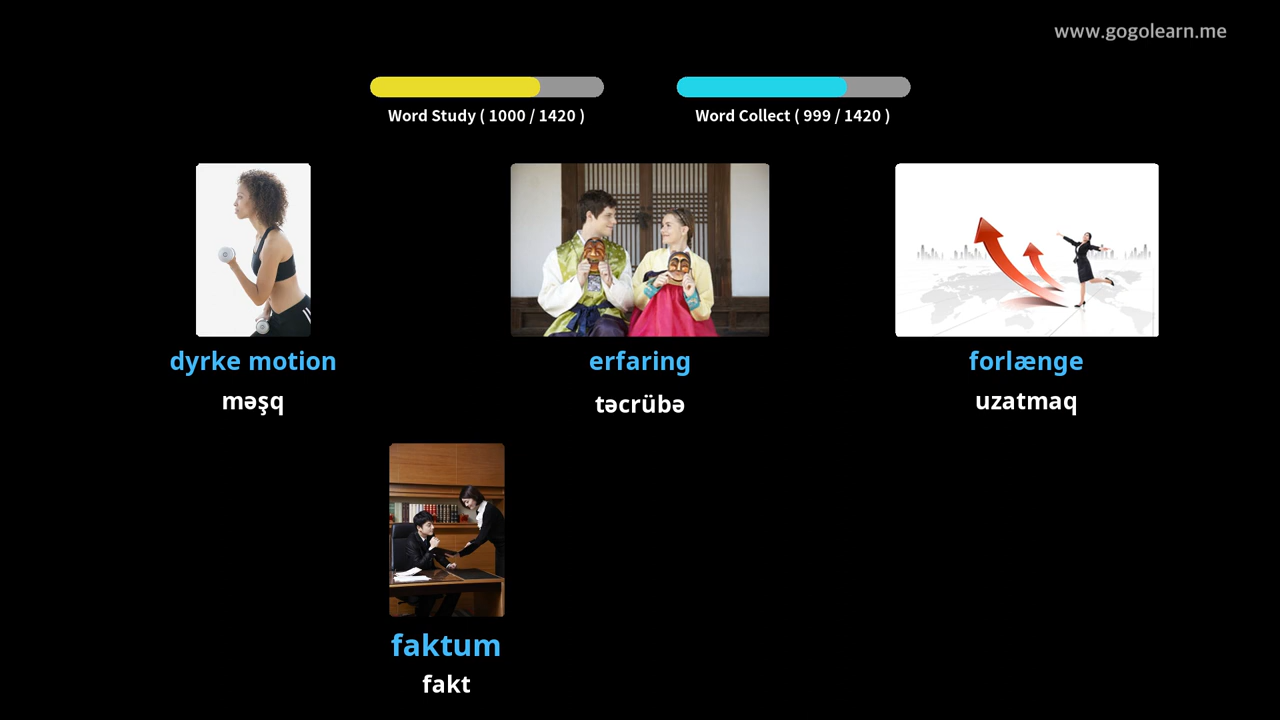 www.gogolearn.me
Word Study ( 1000 / 1420 )
Word Collect ( 999 / 1420 )
dyrke motion
məşq
erfaring
təcrübə
forlænge
uzatmaq
faktum
fakt